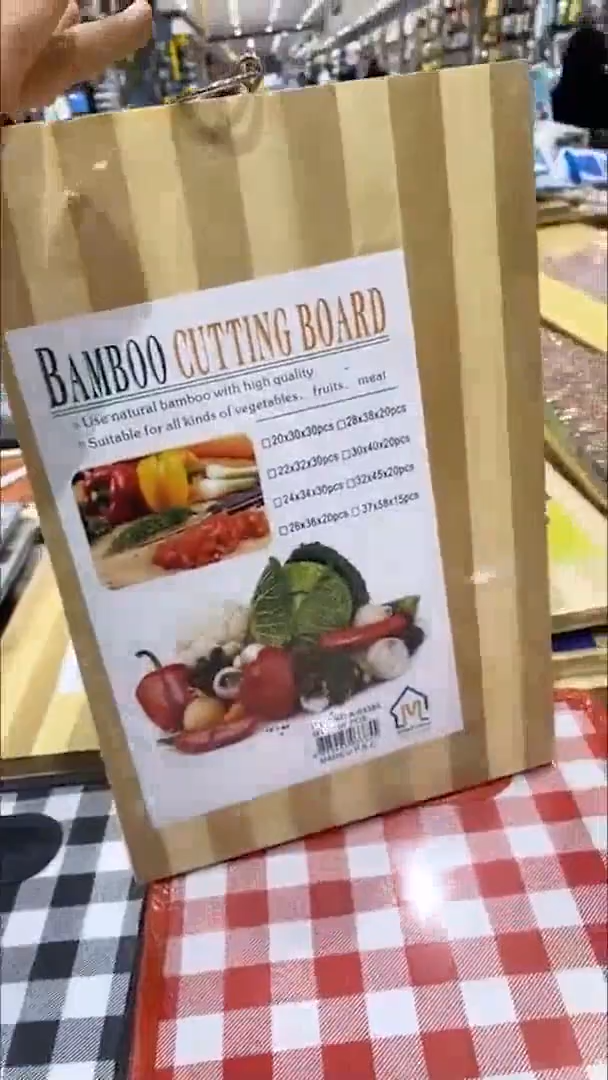 BAMBOO CUTTING BOARD
Use natural bamboo with high quality
Suitable for all kinds of vegetables、fruits、meat
□20x30x30pcs □28x38x20pcs
□22x32x30pcs □30x40x20pcs
□24x34x30pcs □32x45x20pcs
□26x36x20pcs □37x58x15pcs